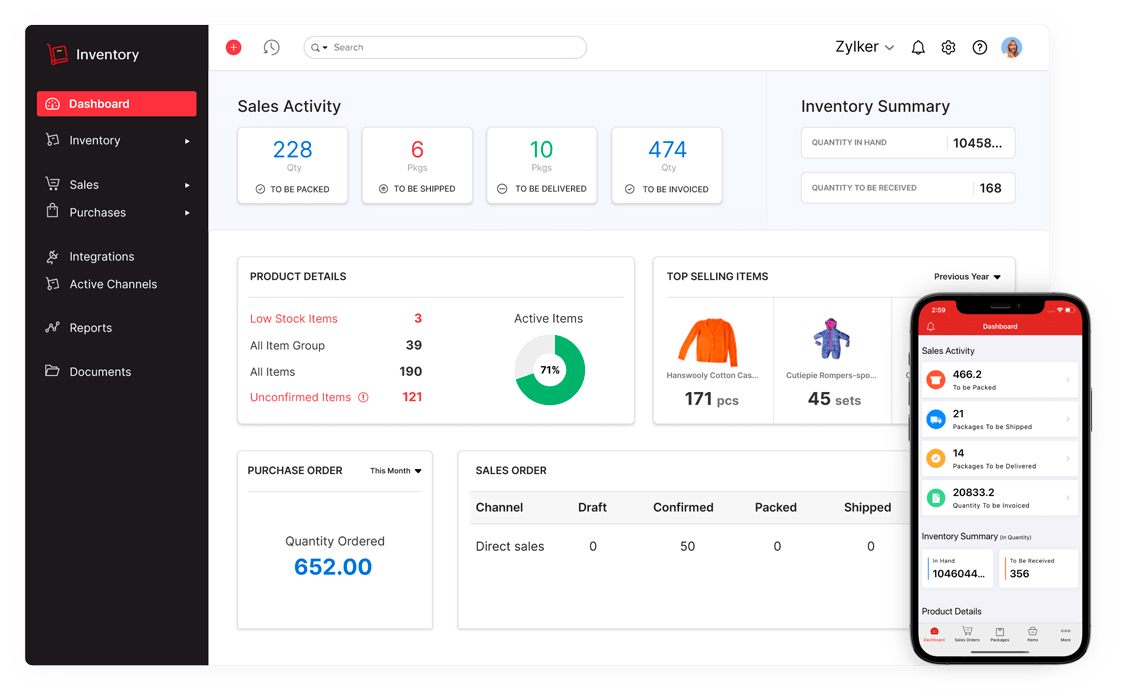 Inventory
Dashboard
Inventory
Sales
Purchases
Integrations
Active Channels
Reports
Documents
Search
Zylker
Sales Activity
228
Qty
TO BE PACKED
6
Pkgs
TO BE SHIPPED
10
Pkgs
TO BE DELIVERED
474
Qty
TO BE INVOICED
Inventory Summary
QUANTITY IN HAND 10458...
QUANTITY TO BE RECEIVED 168
PRODUCT DETAILS
Low Stock Items 3
All Item Group 39
All Items 190
Unconfirmed Items 121
Active Items
71%
TOP SELLING ITEMS
Previous Year
Hanswooly Cotton Cas...
171 pcs
Cutiepie Rompers-spo...
45 sets
PURCHASE ORDER
This Month
Quantity Ordered
652.00
SALES ORDER
Channel Draft Confirmed Packed Shipped
Direct sales 0 50 0 0
2:59
Dashboard
Sales Activity
466.2
To be Packed
21
Packages To be Shipped
14
Packages To be Delivered
20833.2
Quantity To be Invoiced
Inventory Summary (In Quantity)
In Hand
1046044...
To Be Received
356
Product Details
Dashboard Sales Orders Packages Items More